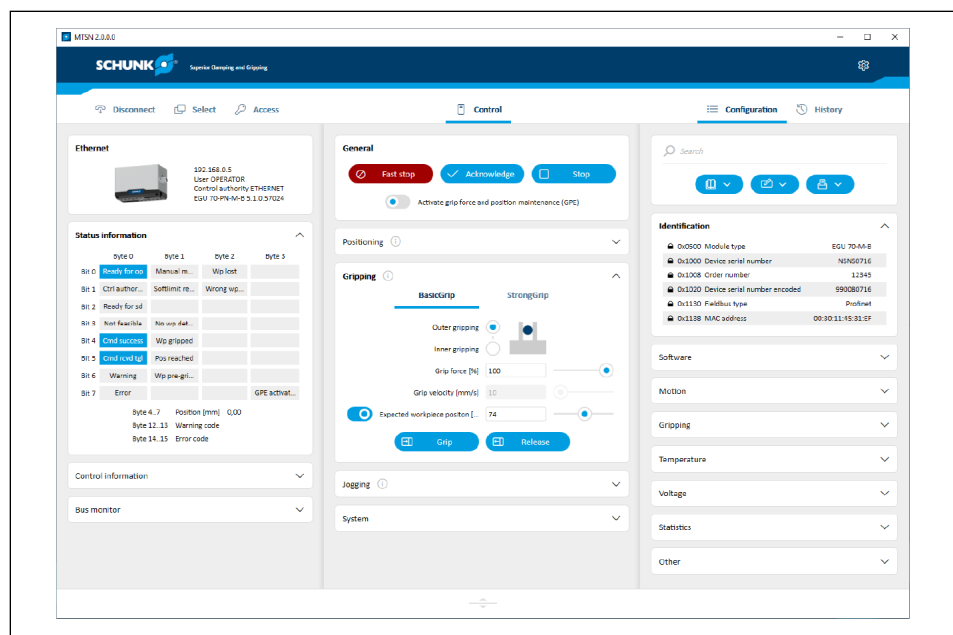 MTSN 2.0.0.0
SCHUNK
Superior Clamping and Gripping
Disconnect Select Access
Control
Configuration History
Ethernet
192.168.0.5
User OPERATOR
Control authority ETHERNET
EGU 70-PN-M-B 5.1.0.57024
Status information
Byte 0 Byte 1 Byte 2 Byte 3
Bit 0 Ready for op Manual m... Wp lost
Bit 1 Ctrl author... Softlimit re... Wrong wp...
Bit 2 Ready for sd
Bit 3 Not feasible No wp det...
Bit 4 Cmd success Wp gripped
Bit 5 Cmd rcvd tgl Pos reached
Bit 6 Warning Wp pre-gri...
Bit 7 Error GPE activat...
Byte 4..7 Position [mm] 0,00
Byte 12..13 Warning code
Byte 14..15 Error code
Control information
Bus monitor
General
Fast stop Acknowledge Stop
Activate grip force and position maintenance (GPE)
Positioning
Gripping
BasicGrip StrongGrip
Outer gripping
Inner gripping
Grip force [%] 100
Grip velocity [mm/s] 10
Expected workpiece positon [... 74
Grip Release
Jogging
System
Search
Identification
0x0500 Module type EGU 70-M-B
0x1000 Device serial number NSNS0716
0x1008 Order number 12345
0x1020 Device serial number encoded 990080716
0x1130 Fieldbus type Profinet
0x1138 MAC address 00:30:11:45:31:EF
Software
Motion
Gripping
Temperature
Voltage
Statistics
Other